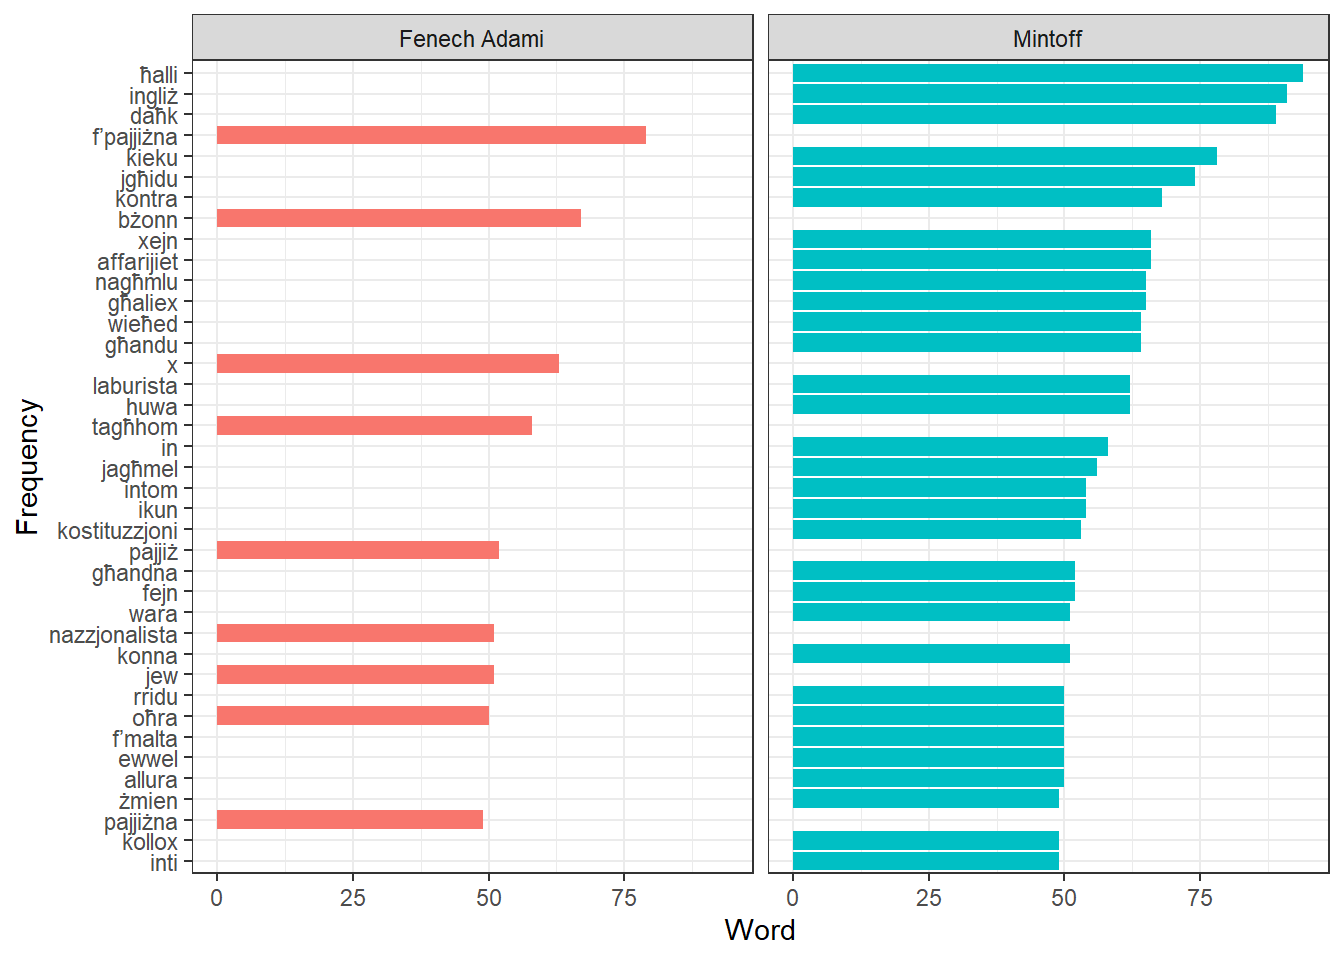 Fenech Adami
Mintoff
Frequency
ħalli
ingliż
daħk
f’pajjiżna
kieku
jgħidu
kontra
bżonn
xejn
affarijiet
nagħmlu
għaliex
wieħed
għandu
x
laburista
huwa
tagħhom
in
jagħmel
intom
ikun
kostituzzjoni
pajjiż
għandna
fejn
wara
nazzjonalista
konna
jew
rridu
oħra
f’malta
ewwel
allura
żmien
pajjiżna
kollox
inti
0 25 50 75
0 25 50 75
Word